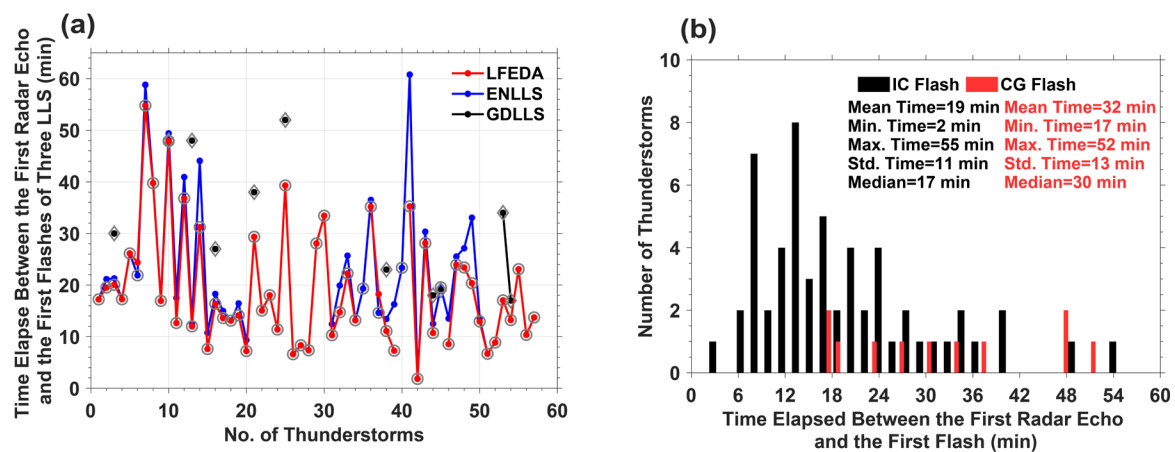 (a)
Time Elapse Between the First Radar Echo
and the First Flashes of Three LLS (min)
60
50
40
30
20
10
0
LFEDA
ENLLS
GDLLS
0 10 20 30 40 50 60
No. of Thunderstorms
(b)
Number of Thunderstorms
10
8
6
4
2
0
IC Flash CG Flash
Mean Time=19 min Mean Time=32 min
Min. Time=2 min Min. Time=17 min
Max. Time=55 min Max. Time=52 min
Std. Time=11 min Std. Time=13 min
Median=17 min Median=30 min
0 6 12 18 24 30 36 42 48 54 60
Time Elapsed Between the First Radar Echo
and the First Flash (min)